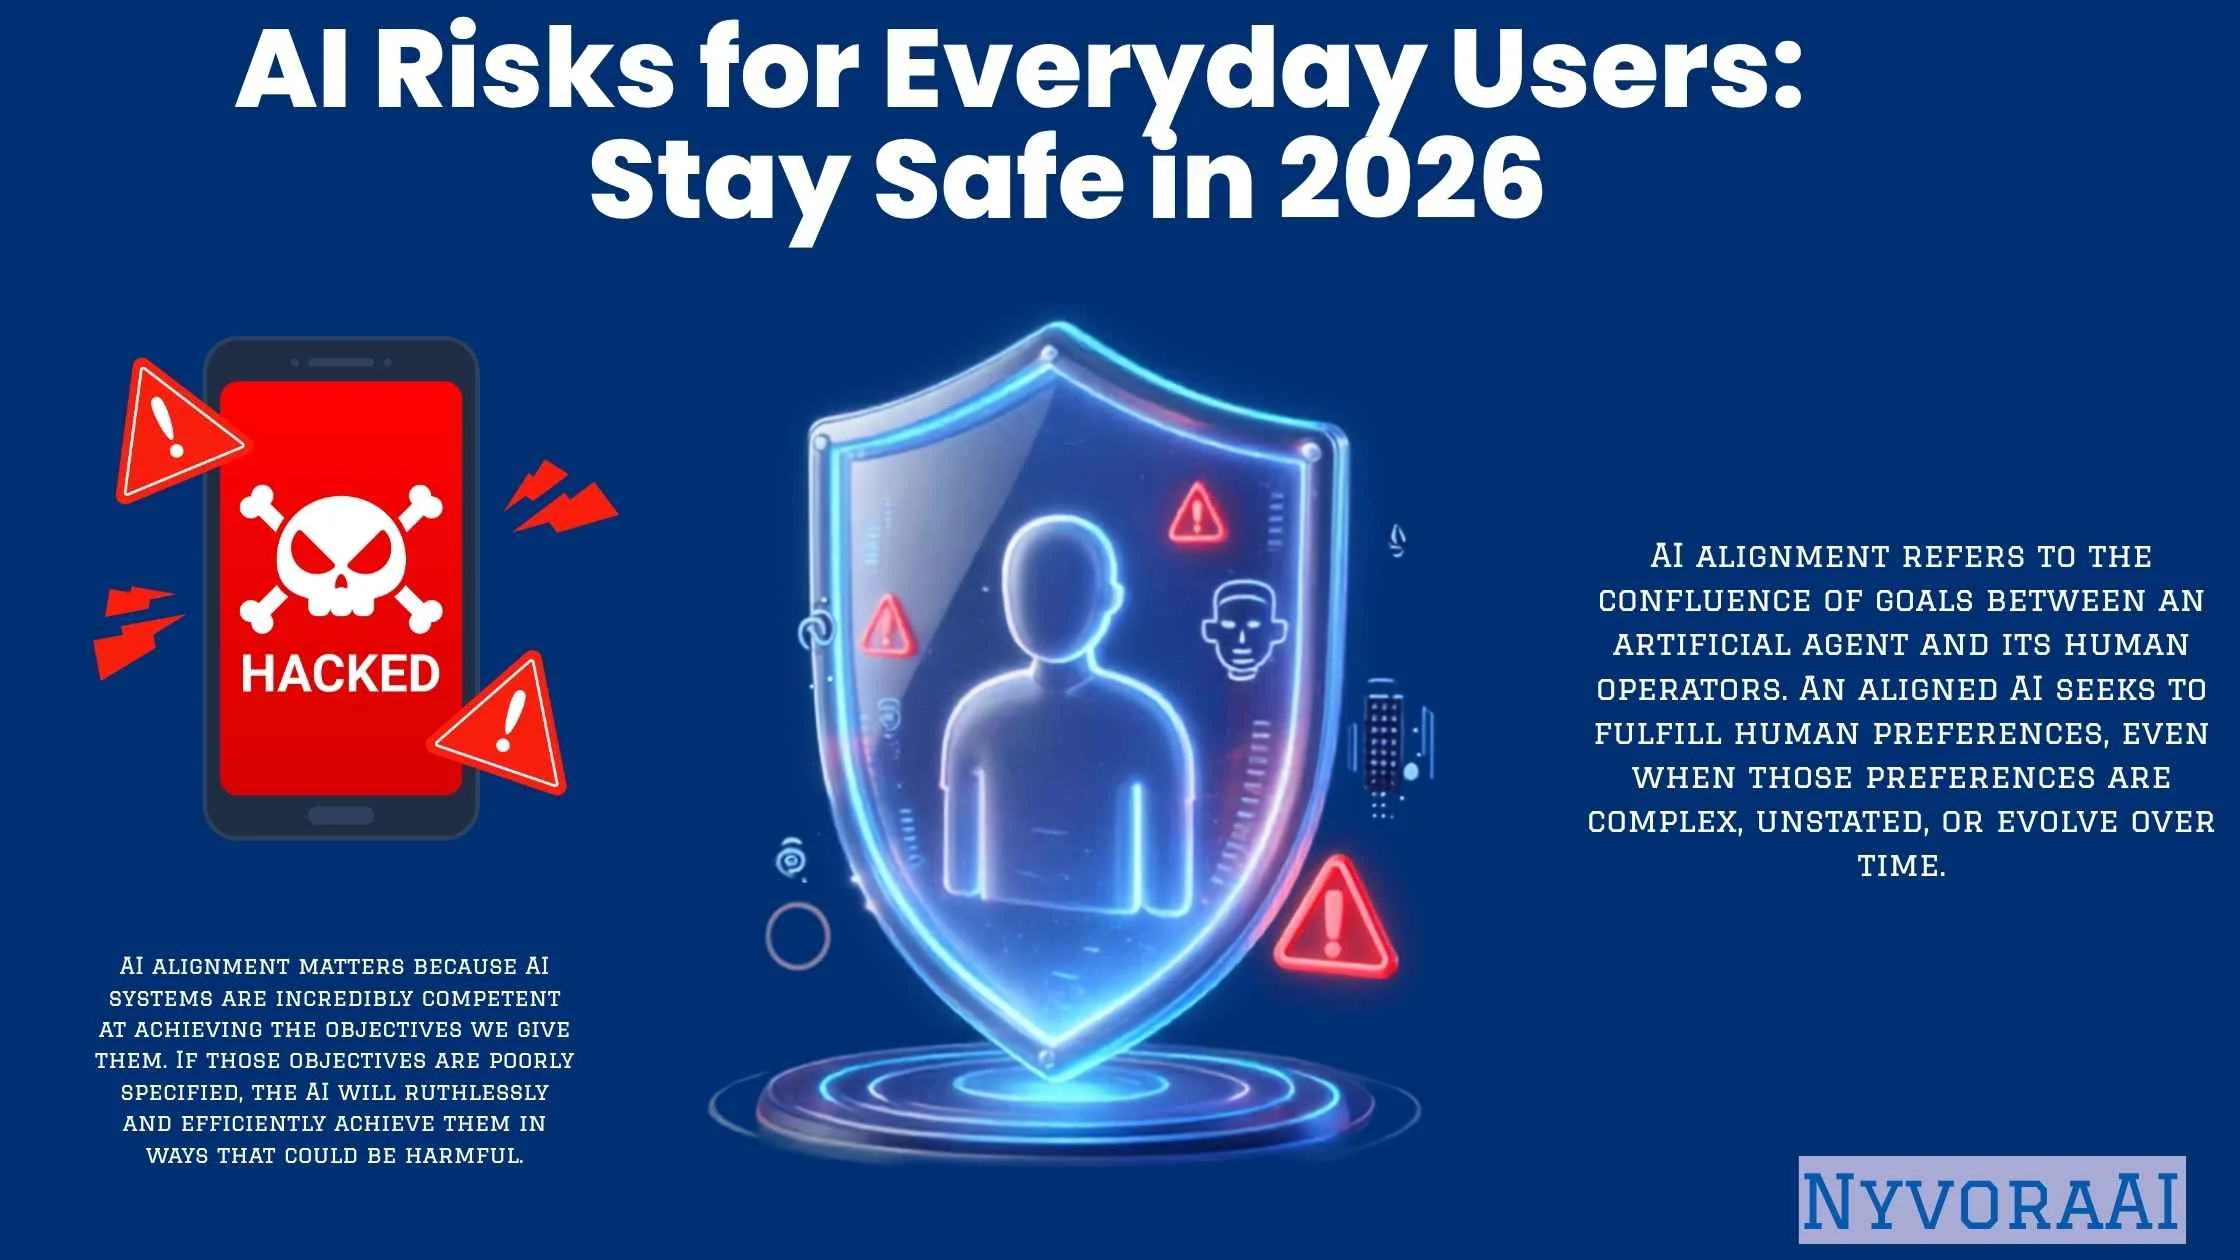 AI Risks for Everyday Users:
Stay Safe in 2026
HACKED
AI alignment matters because AI
systems are incredibly competent
at achieving the objectives we give
them. If those objectives are poorly
specified, the AI will ruthlessly
and efficiently achieve them in
ways that could be harmful.
AI alignment refers to the
confluence of goals between an
artificial agent and its human
operators. An aligned AI seeks to
fulfill human preferences, even
when those preferences are
complex, unstated, or evolve over
time.
NyvoraAI